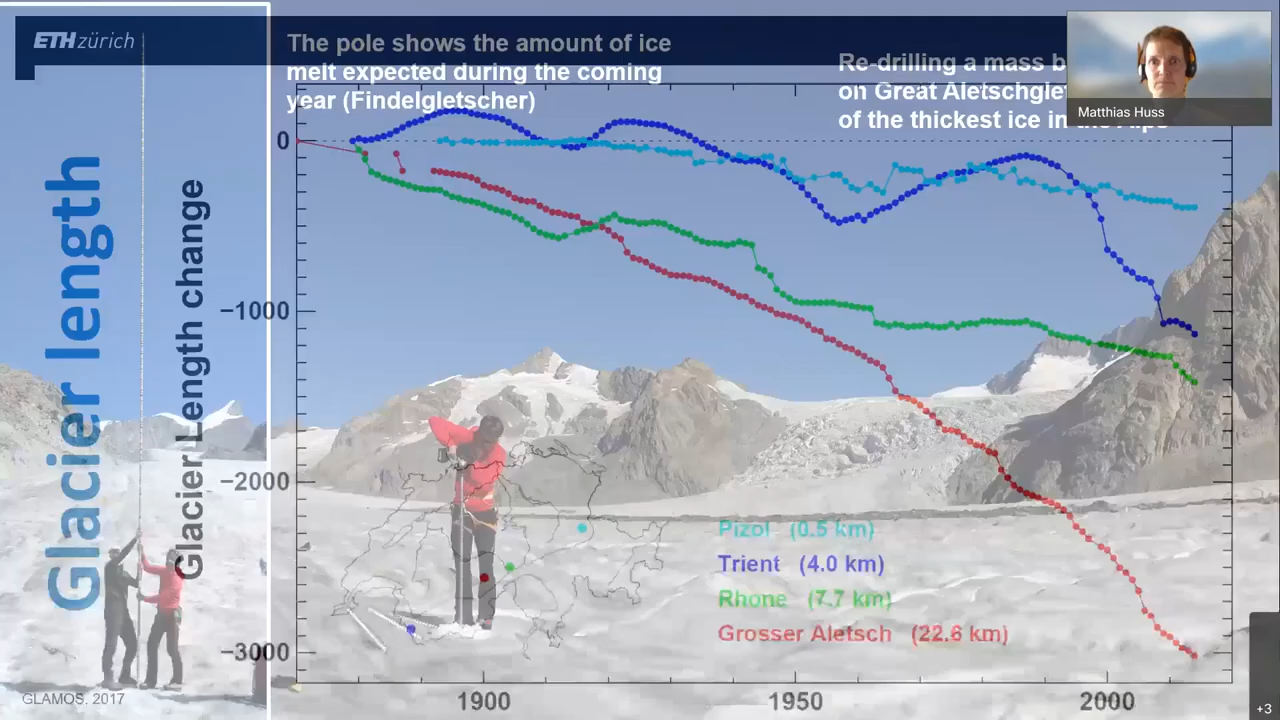 ETH zürich
The pole shows the amount of ice
melt expected during the coming
year (Findelgletscher)
Re-drilling a mass b
on Great Aletschgle
of the thickest ice in the Alps
Matthias Huss
Glacier length
Glacier Length change
0
−1000
−2000
−3000
1900
1950
2000
Pizol (0.5 km)
Trient (4.0 km)
Rhone (7.7 km)
Grosser Aletsch (22.6 km)
GLAMOS, 2017
+3